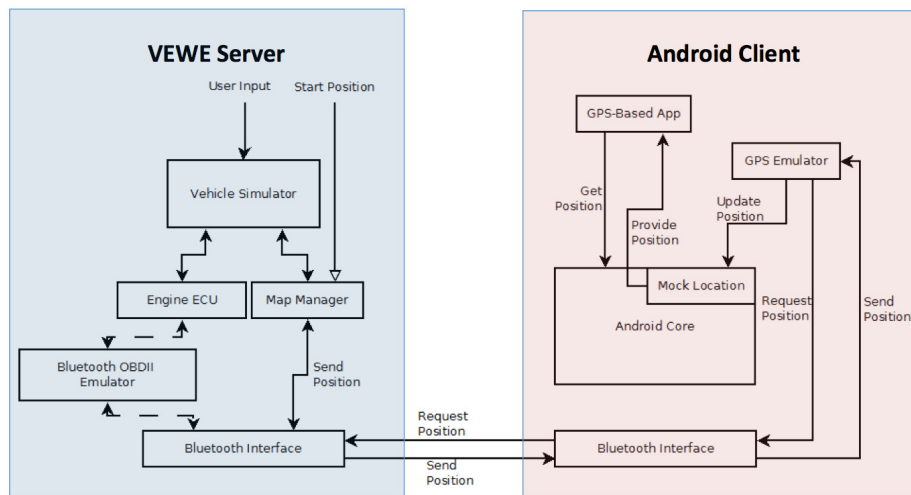 VEWE Server
User Input
Start Position
Vehicle Simulator
Engine ECU
Map Manager
Bluetooth OBDII
Emulator
Send
Position
Bluetooth Interface
Request
Position
Send
Position
Android Client
GPS-Based App
GPS Emulator
Get
Position
Provide
Position
Update
Position
Mock Location
Android Core
Request
Position
Send
Position
Bluetooth Interface